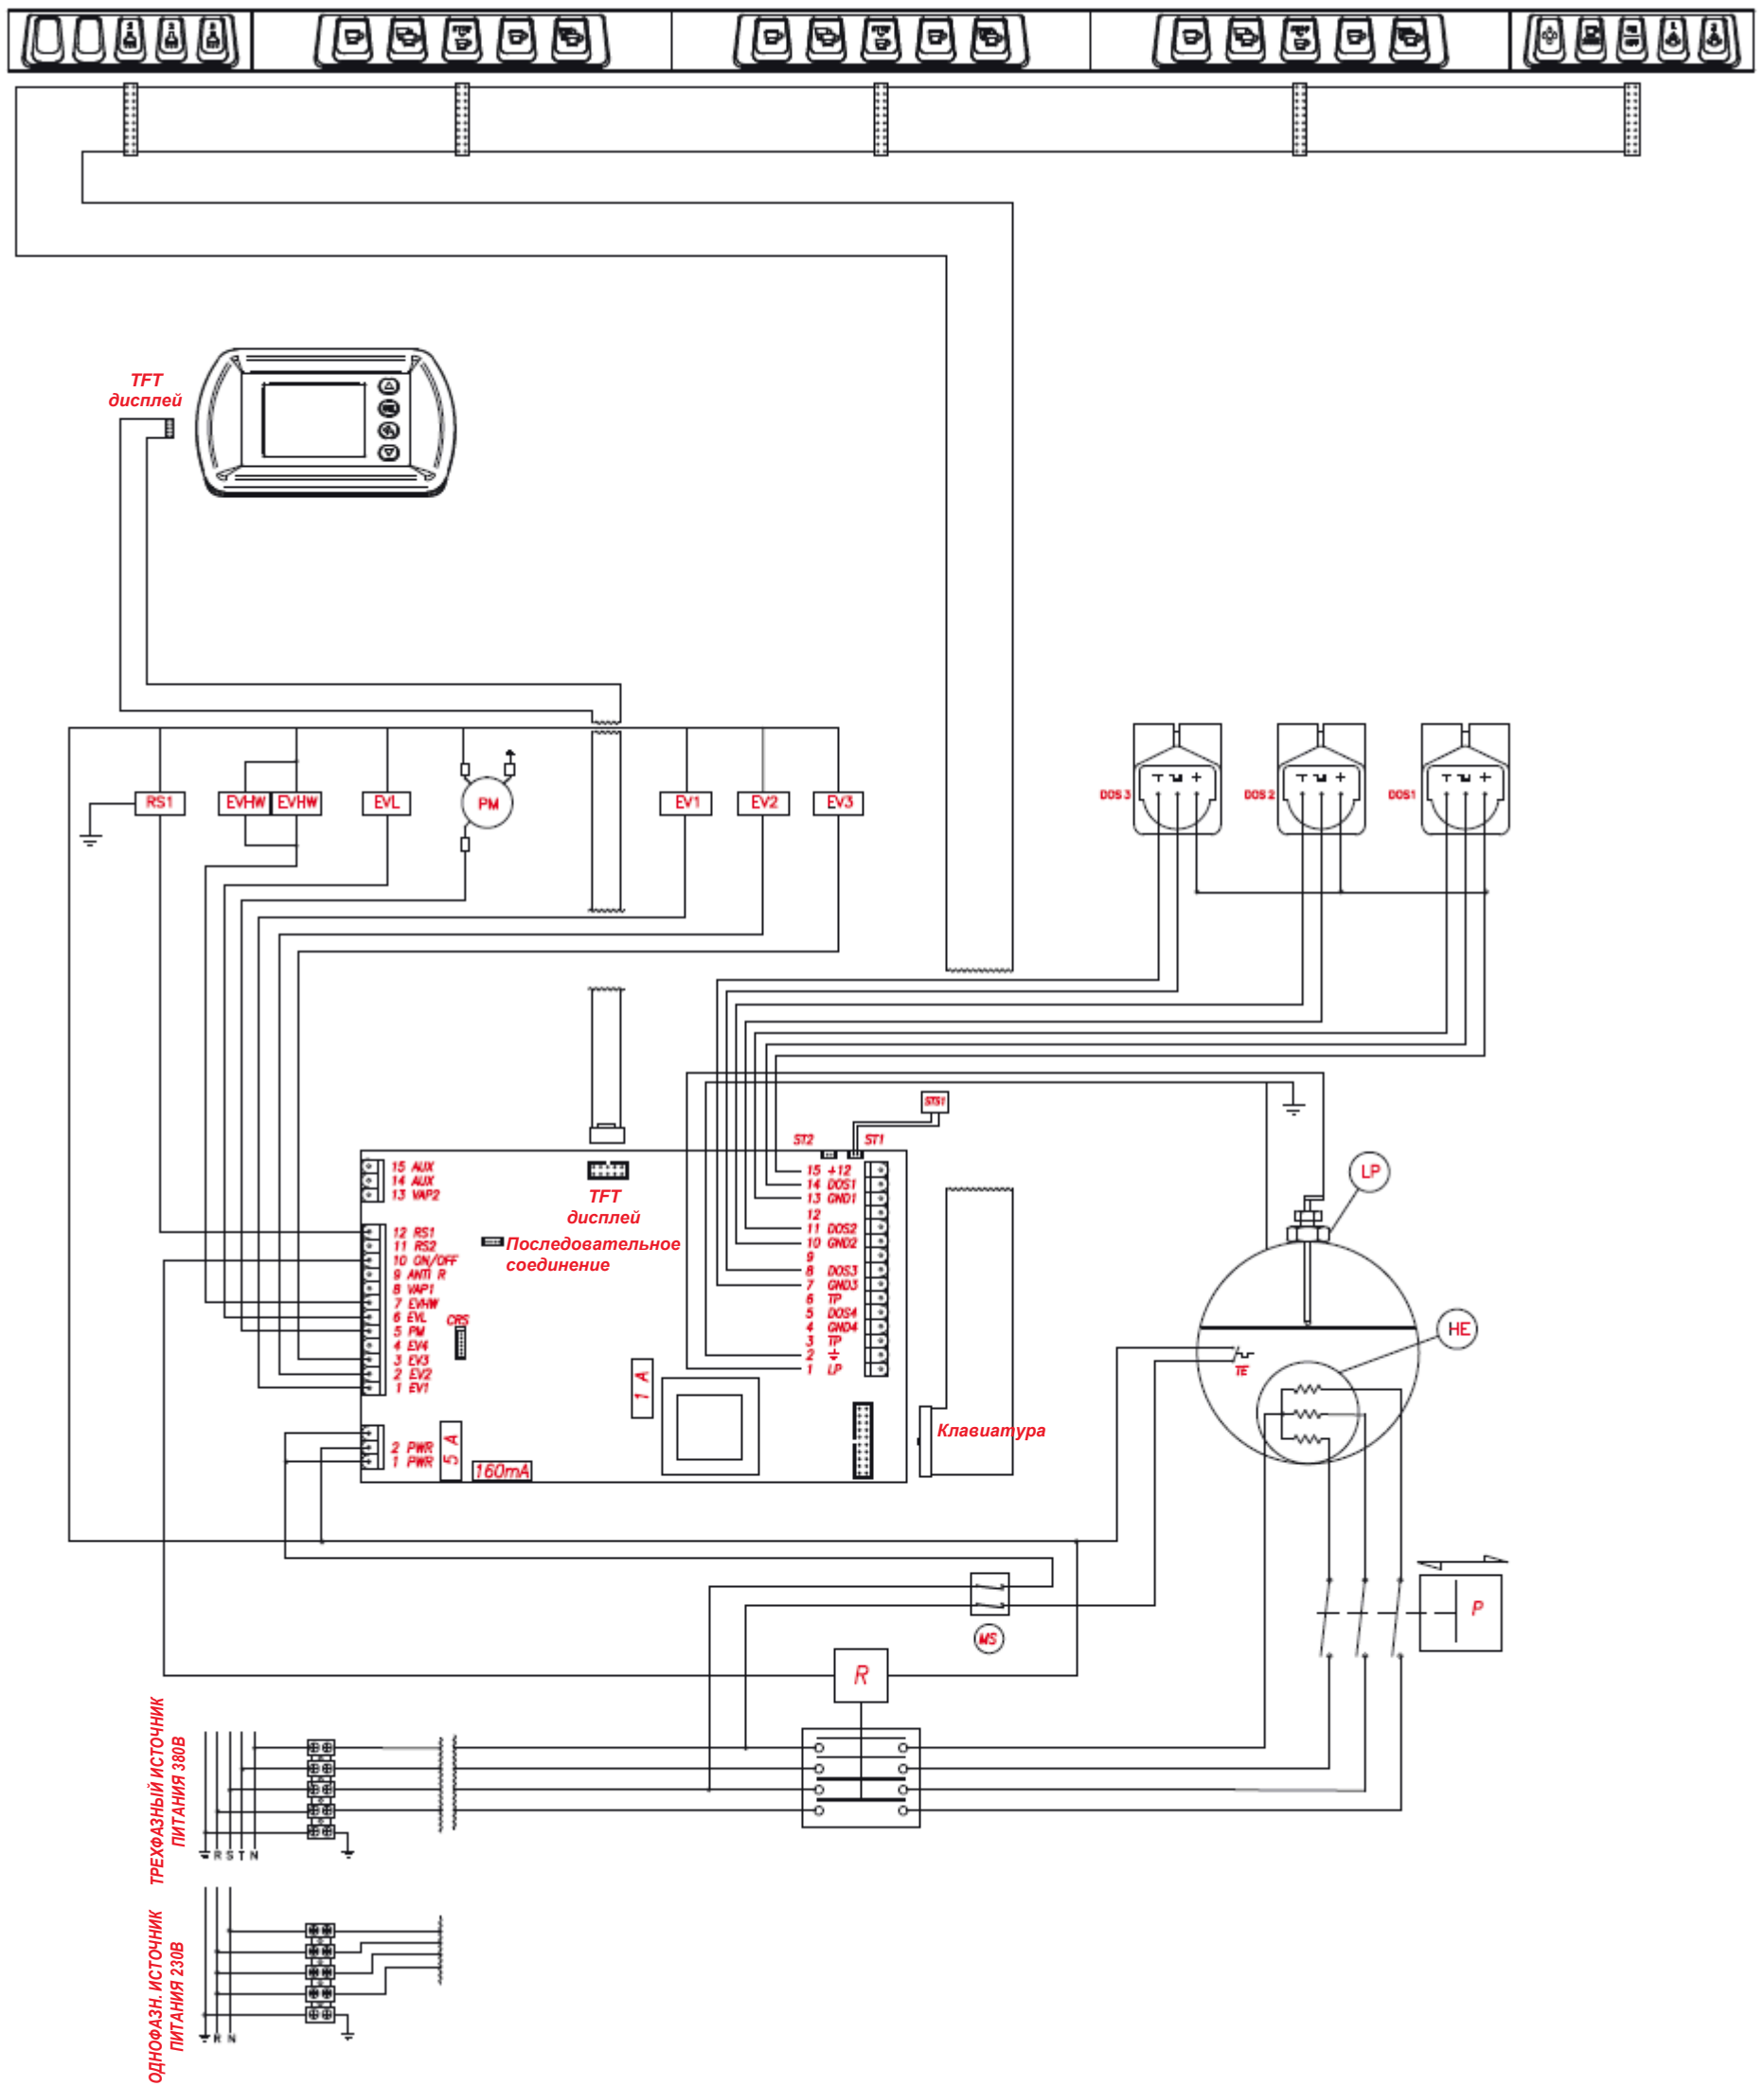 TFT
дисплей
RS1
EVHW
EVHW
EVL
PM
EV1
EV2
EV3
DOS 3
DOS 2
DOS1
STS1
ST2
ST1
15 AUX
14 AUX
13 VAP2
12 RS1
11 RS2
10 ON/OFF
9 ANTI R
8 VAP1
7 EVHW
6 EVL
5 PM
4 EV4
3 EV3
2 EV2
1 EV1
2 PWR
1 PWR
5 A
160mA
1 A
CRS
TFT
дисплей
Последовательное
соединение
15 +12
14 DOS1
13 GND1
12
11 DOS2
10 GND2
9
8 DOS3
7 GND3
6 TP
5 DOS4
4 GND4
3 TP
2
1 LP
Клавиатура
LP
HE
TE
P
MS
R
ТРЕХФАЗНЫЙ ИСТОЧНИК
ПИТАНИЯ 380В
R S T N
ОДНОФАЗН. ИСТОЧНИК
ПИТАНИЯ 230В
R N